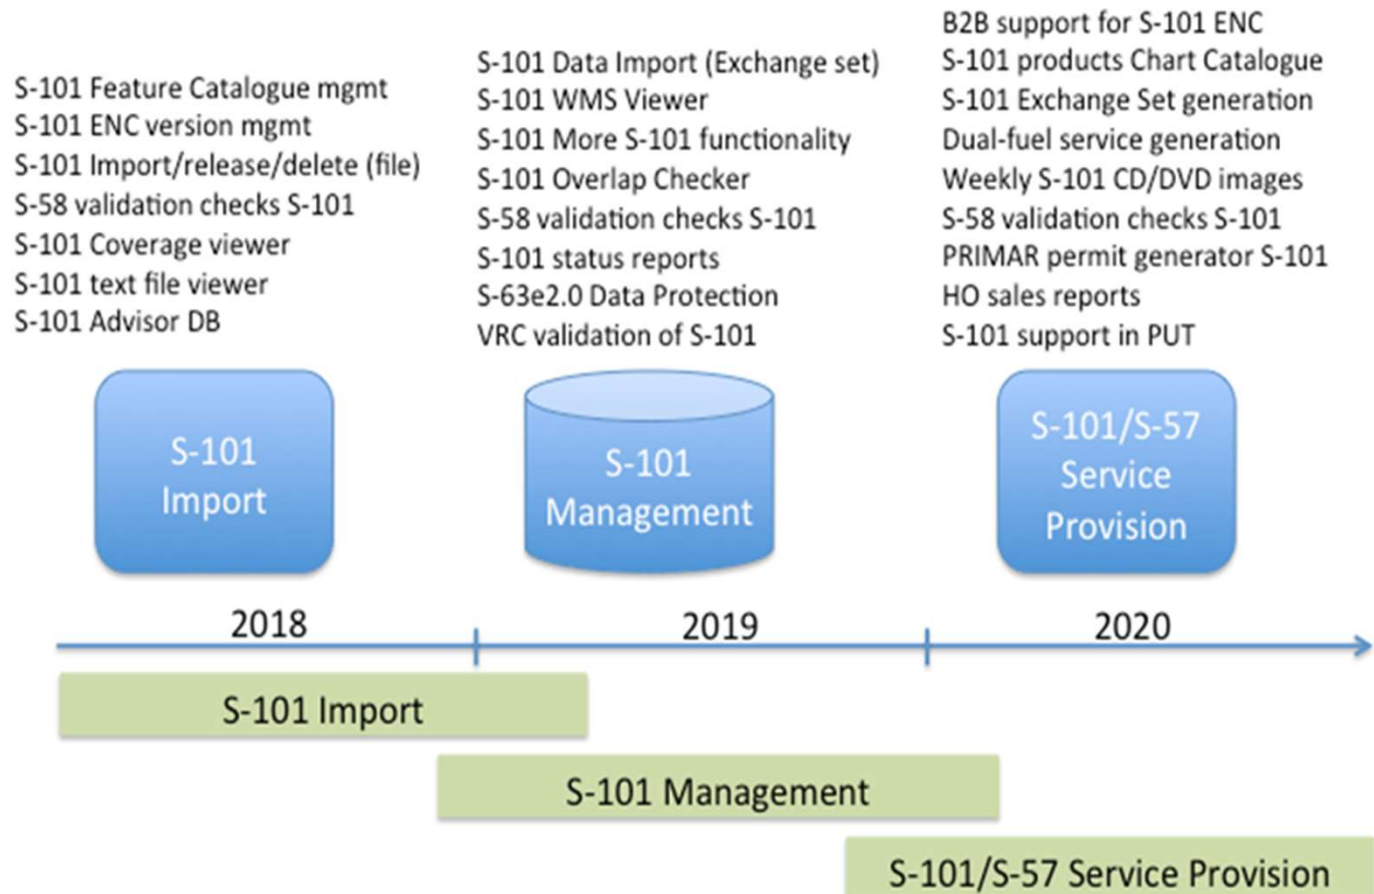 S-101 Feature Catalogue mgmt
S-101 ENC version mgmt
S-101 Import/release/delete (file)
S-58 validation checks S-101
S-101 Coverage viewer
S-101 text file viewer
S-101 Advisor DB
S-101 Data Import (Exchange set)
S-101 WMS Viewer
S-101 More S-101 functionality
S-101 Overlap Checker
S-58 validation checks S-101
S-101 status reports
S-63e2.0 Data Protection
VRC validation of S-101
B2B support for S-101 ENC
S-101 products Chart Catalogue
S-101 Exchange Set generation
Dual-fuel service generation
Weekly S-101 CD/DVD images
S-58 validation checks S-101
PRIMAR permit generator S-101
HO sales reports
S-101 support in PUT
S-101
Import
S-101
Management
S-101/S-57
Service
Provision
2018
2019
2020
S-101 Import
S-101 Management
S-101/S-57 Service Provision